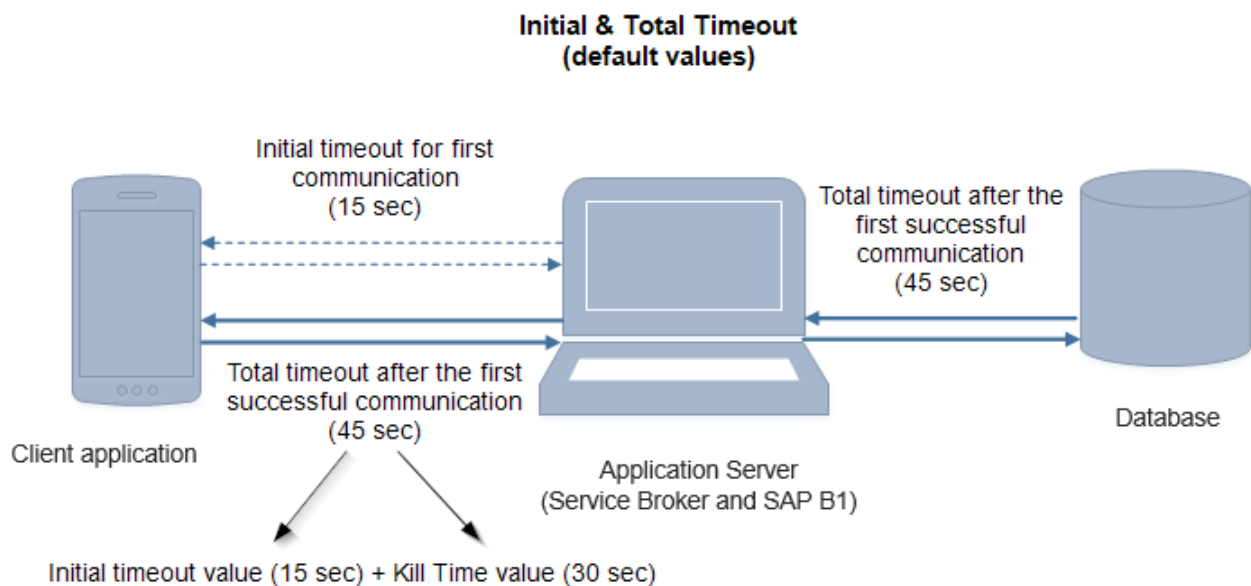 Initial & Total Timeout
(default values)
Initial timeout for first
communication
(15 sec)
Total timeout after the
first successful
communication
(45 sec)
Total timeout after the first
successful communication
(45 sec)
Client application
Application Server
(Service Broker and SAP B1)
Database
Initial timeout value (15 sec) + Kill Time value (30 sec)